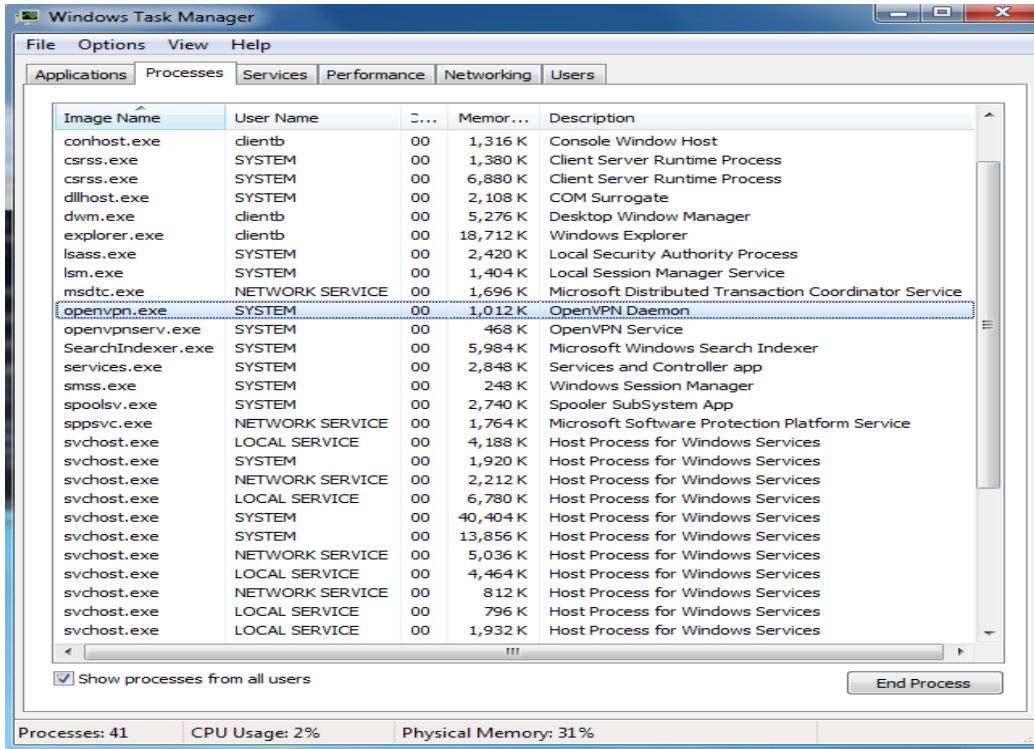 Windows Task Manager
File Options View Help
Applications Processes Services Performance Networking Users
Image Name User Name C... Memor... Description
conhost.exe clientb 00 1,316 K Console Window Host
csrss.exe SYSTEM 00 1,380 K Client Server Runtime Process
csrss.exe SYSTEM 00 6,880 K Client Server Runtime Process
dllhost.exe SYSTEM 00 2,108 K COM Surrogate
dwm.exe clientb 00 5,276 K Desktop Window Manager
explorer.exe clientb 00 18,712 K Windows Explorer
lsass.exe SYSTEM 00 2,420 K Local Security Authority Process
lsm.exe SYSTEM 00 1,404 K Local Session Manager Service
msdtc.exe NETWORK SERVICE 00 1,696 K Microsoft Distributed Transaction Coordinator Service
openvpn.exe SYSTEM 00 1,012 K OpenVPN Daemon
openvpnserv.exe SYSTEM 00 468 K OpenVPN Service
SearchIndexer.exe SYSTEM 00 5,984 K Microsoft Windows Search Indexer
services.exe SYSTEM 00 2,848 K Services and Controller app
smss.exe SYSTEM 00 248 K Windows Session Manager
spoolsv.exe SYSTEM 00 2,740 K Spooler SubSystem App
sppsvc.exe NETWORK SERVICE 00 1,764 K Microsoft Software Protection Platform Service
svchost.exe LOCAL SERVICE 00 4,188 K Host Process for Windows Services
svchost.exe SYSTEM 00 1,920 K Host Process for Windows Services
svchost.exe NETWORK SERVICE 00 2,212 K Host Process for Windows Services
svchost.exe LOCAL SERVICE 00 6,780 K Host Process for Windows Services
svchost.exe SYSTEM 00 40,404 K Host Process for Windows Services
svchost.exe SYSTEM 00 13,856 K Host Process for Windows Services
svchost.exe NETWORK SERVICE 00 5,036 K Host Process for Windows Services
svchost.exe LOCAL SERVICE 00 4,464 K Host Process for Windows Services
svchost.exe NETWORK SERVICE 00 812 K Host Process for Windows Services
svchost.exe LOCAL SERVICE 00 796 K Host Process for Windows Services
svchost.exe LOCAL SERVICE 00 1,932 K Host Process for Windows Services
Show processes from all users End Process
Processes: 41 CPU Usage: 2% Physical Memory: 31%